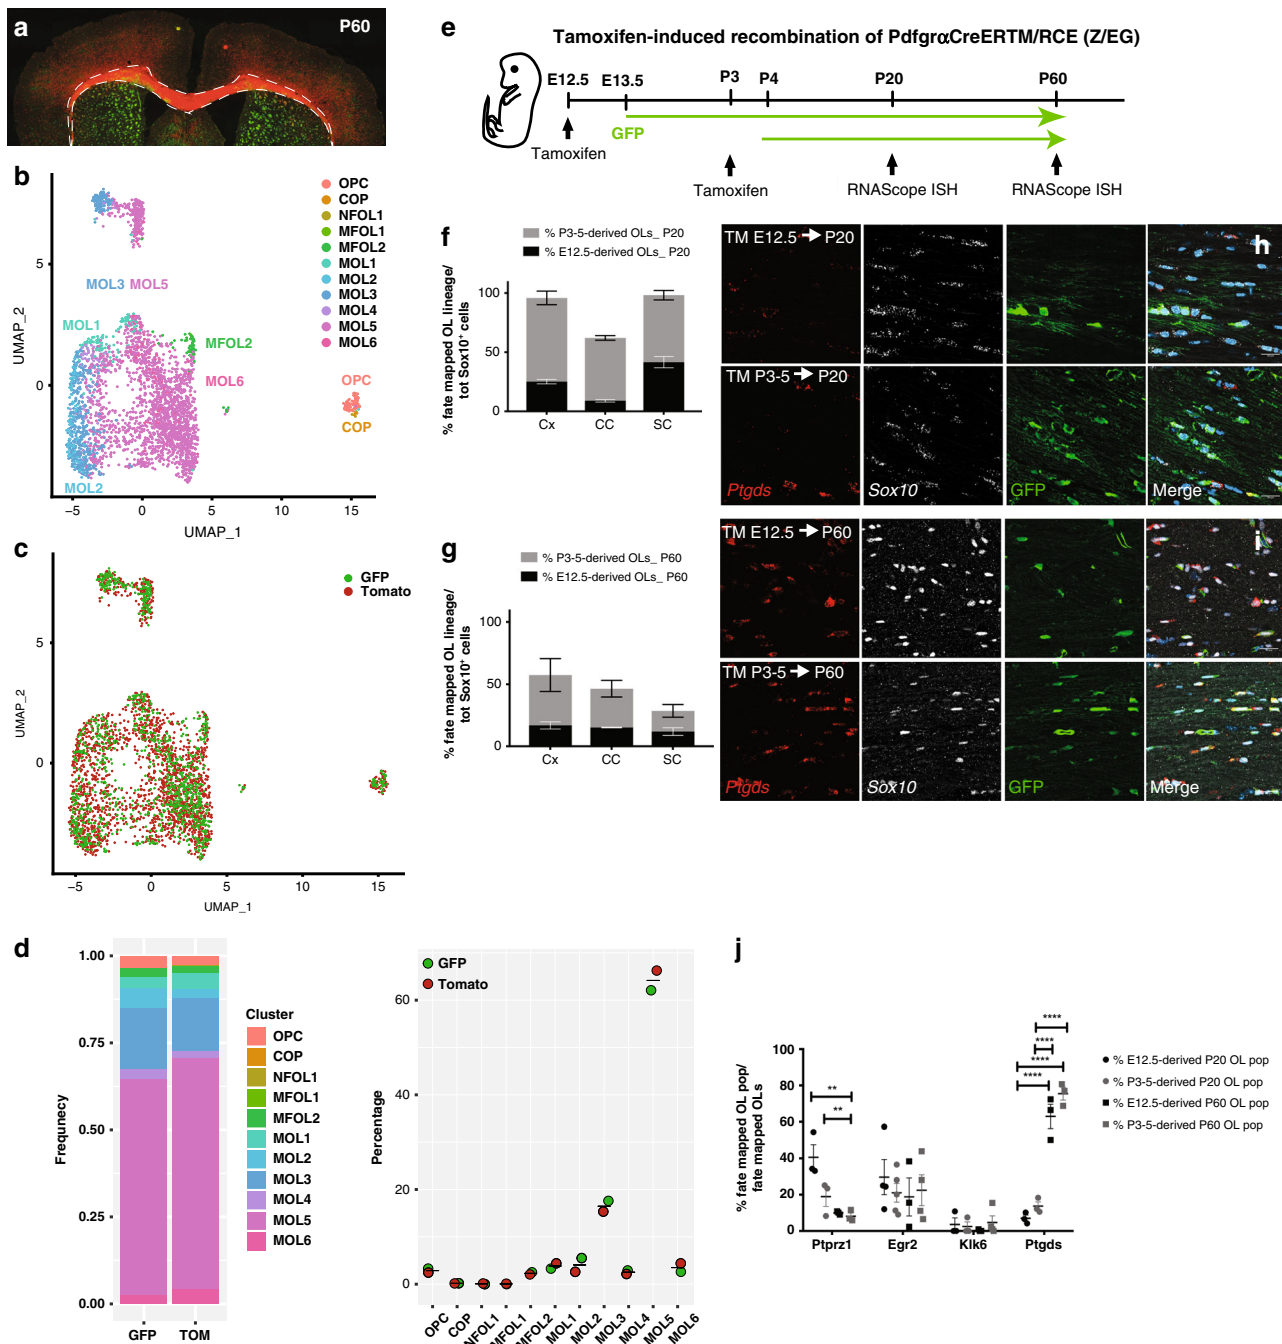 a
P60
b
UMAP_2
5
0
MOL3 MOL5
MOL1
MFOL2
MOL6
OPC
COP
MOL2
−5 0 5 10 15
UMAP_1
OPC
COP
NFOL1
MFOL1
MFOL2
MOL1
MOL2
MOL3
MOL4
MOL5
MOL6
c
GFP
Tomato
UMAP_2
5
0
−5 0 5 10 15
UMAP_1
d
Frequnecy
1.00
0.75
0.50
0.25
0.00
GFP TOM
Cluster
OPC
COP
NFOL1
MFOL1
MFOL2
MOL1
MOL2
MOL3
MOL4
MOL5
MOL6
GFP
Tomato
Percentage
60
40
20
0
OPC COP NFOL1 MFOL1 MFOL2 MOL1 MOL2 MOL3 MOL4 MOL5 MOL6
e
Tamoxifen-induced recombination of PdfgrαCreERTM/RCE (Z/EG)
E12.5 E13.5 P3 P4 P20 P60
GFP
Tamoxifen
Tamoxifen RNAScope ISH RNAScope ISH
f
% P3-5-derived OLs_ P20
% E12.5-derived OLs_ P20
% fate mapped OL lineage/
tot Sox10⁺ cells
100
50
0
Cx CC SC
g
% P3-5-derived OLs_ P60
% E12.5-derived OLs_ P60
% fate mapped OL lineage/
tot Sox10⁺ cells
100
50
0
Cx CC SC
h
TM E12.5 → P20
TM P3-5 → P20
Ptgds Sox10 GFP Merge
i
TM E12.5 → P60
TM P3-5 → P60
Ptgds Sox10 GFP Merge
j
% fate mapped OL pop/
fate mapped OLs
100
80
60
40
20
0
**
**
****
****
****
****
Ptprz1 Egr2 Klk6 Ptgds
% E12.5-derived P20 OL pop
% P3-5-derived P20 OL pop
% E12.5-derived P60 OL pop
% P3-5-derived P60 OL pop